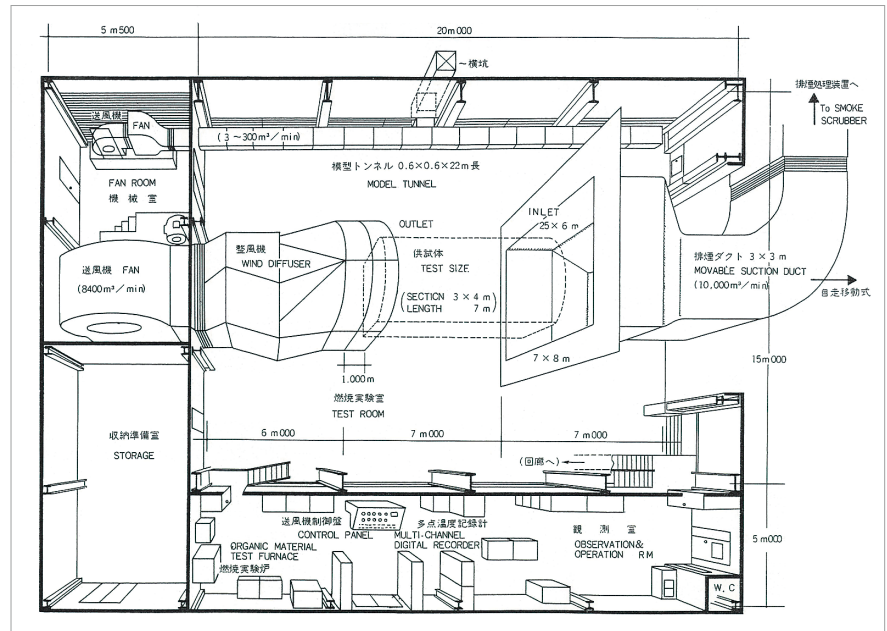 5 m500
20m000
~横坑
排煙処理装置へ
To SMOKE
SCRUBBER
送風機
FAN
(3 ~300m³/min)
模型トンネル 0.6×0.6×22m長
MODEL TUNNEL
FAN ROOM
機 械 室
OUTLET
INLET
25×6 m
整風機
WIND DIFFUSER
供試体
TEST SIZE
(SECTION 3 × 4 m
LENGTH 7 m)
送風機 FAN
(8400m³/min)
排煙ダクト 3 × 3 m
MOVABLE SUCTION DUCT
(10,000m³/min)
自走移動式
7 × 8 m
15m000
1.000m
燃焼実験室
TEST ROOM
収納準備室
STORAGE
6 m000
7 m000
7 m000
(回廊へ)
送風機制御盤
CONTROL PANEL
多点温度記録計
MULTI-CHANNEL
DIGITAL RECORDER
観 測 室
OBSERVATION&
OPERATION RM
5 m000
ORGANIC MATERIAL
TEST FURNACE
燃焼実験炉
W.C